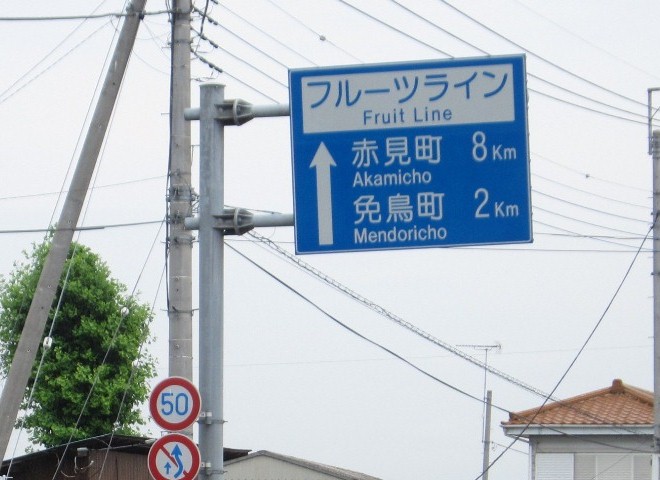 フルーツライン
Fruit Line
赤見町 8Km
Akamicho
免鳥町 2Km
Mendoricho
50